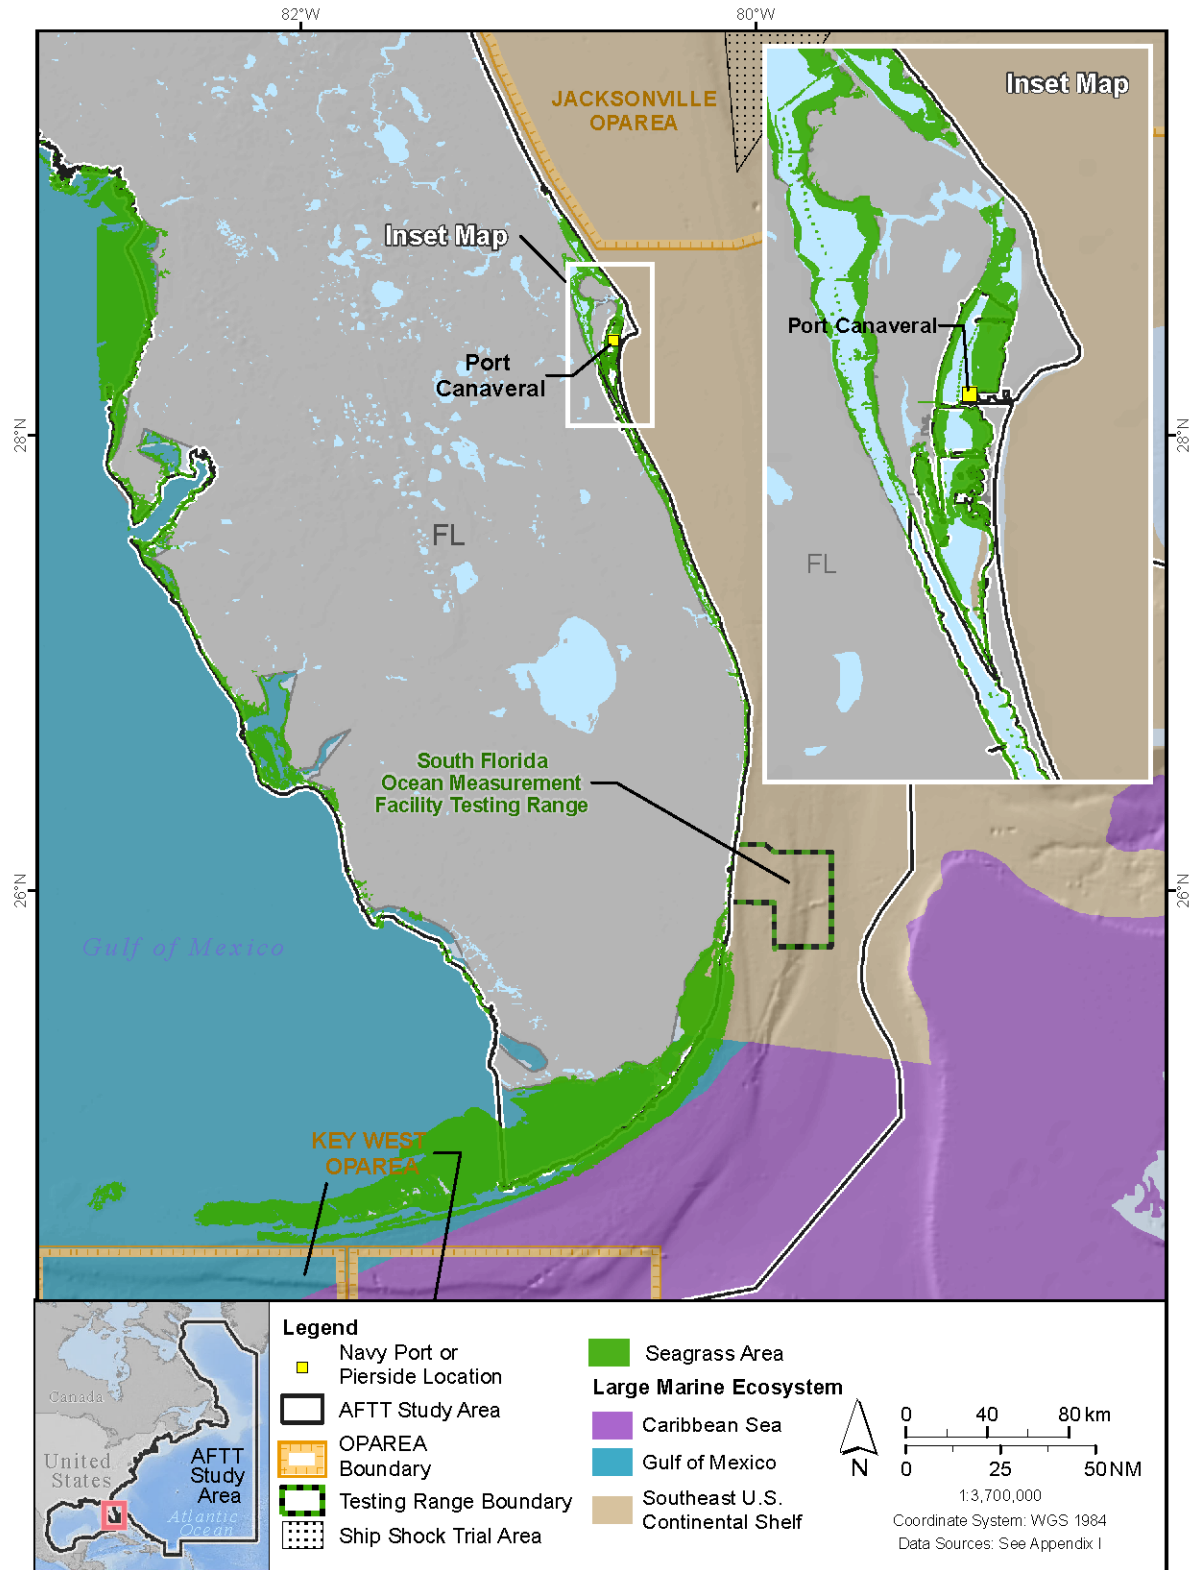 82°W
80°W
JACKSONVILLE
OPAREA
Inset Map
Inset Map
Port Canaveral
Port
Canaveral
28°N
28°N
FL
FL
South Florida
Ocean Measurement
Facility Testing Range
26°N
26°N
Gulf of Mexico
KEY WEST
OPAREA
Canada
United
States
AFTT
Study
Area
Atlantic
Ocean
Legend
Navy Port or
Pierside Location
AFTT Study Area
OPAREA
Boundary
Testing Range Boundary
Ship Shock Trial Area
Seagrass Area
Large Marine Ecosystem
Caribbean Sea
Gulf of Mexico
Southeast U.S.
Continental Shelf
N
0 40 80 km
0 25 50 NM
1:3,700,000
Coordinate System: WGS 1984
Data Sources: See Appendix I